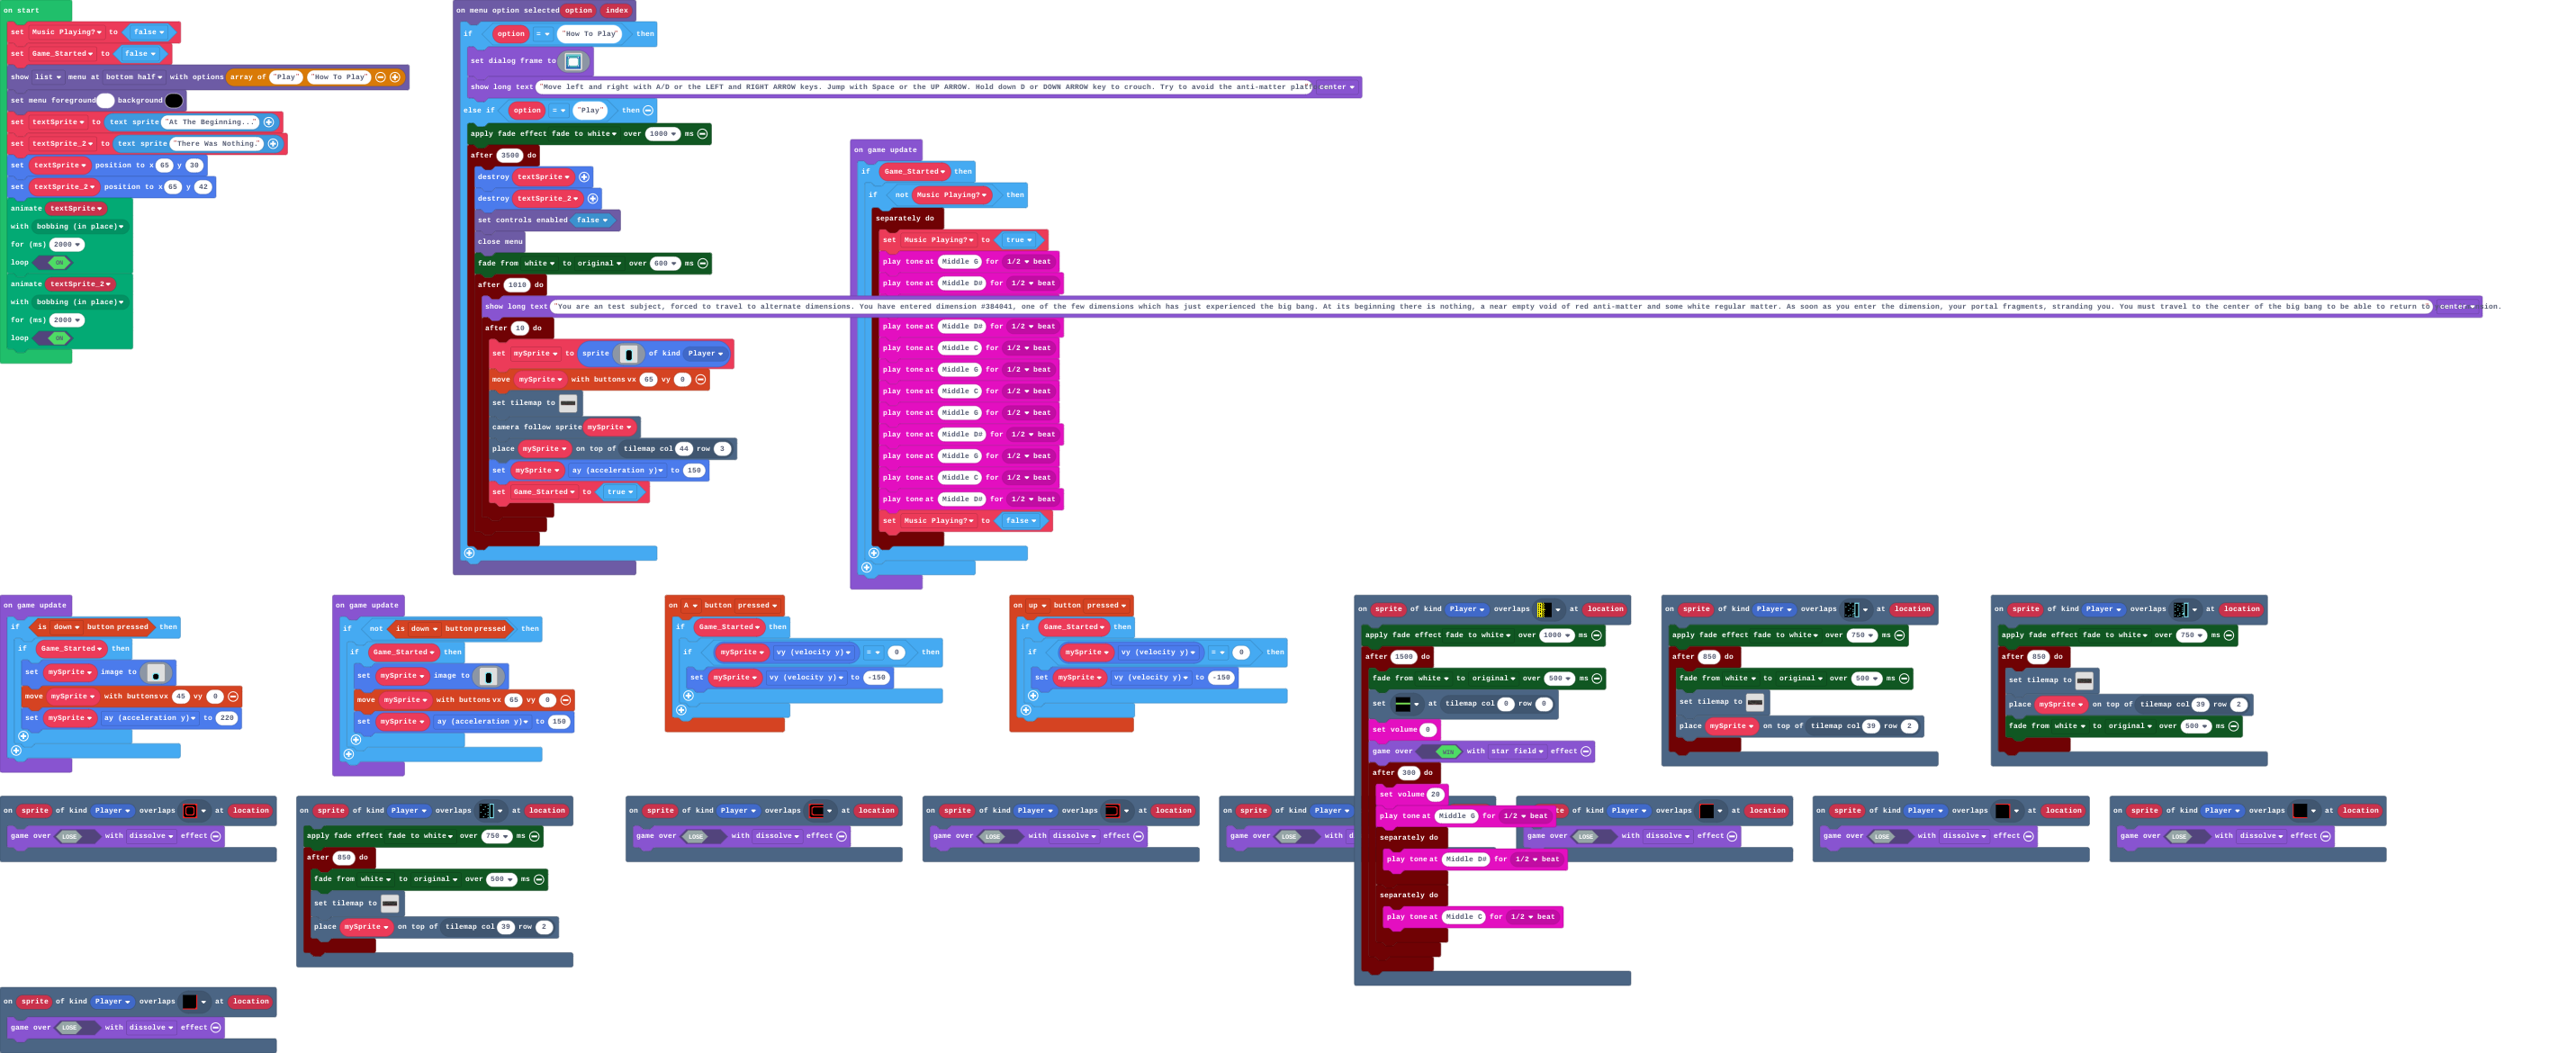 on start
set Music Playing? to false
set Game_Started to false
show list menu at bottom half with options array of "Play" "How To Play"
set menu foreground background
set textSprite to text sprite "At The Beginning..."
set textSprite_2 to text sprite "There Was Nothing."
set textSprite position to x 65 y 30
set textSprite_2 position to x 65 y 42
animate textSprite
with bobbing (in place)
for (ms) 2000
loop ON
animate textSprite_2
with bobbing (in place)
for (ms) 2000
loop ON
on menu option selected option index
if option = "How To Play" then
set dialog frame to
show long text "Move left and right with A/D or the LEFT and RIGHT ARROW keys. Jump with Space or the UP ARROW. Hold down D or DOWN ARROW key to crouch. Try to avoid the anti-matter center
else if option = "Play" then
apply fade effect fade to white over 1000 ms
after 3500 do
destroy textSprite
destroy textSprite_2
set controls enabled false
close menu
fade from white to original over 600 ms
after 1010 do
show long text "You are an test subject, forced to travel to alternate dimensions. You have entered dimension #384041, one of the few dimensions which has just experienced the big bang. At its beginning there is nothing, a near empty void of red anti-matter and some white regular matter. As soon as you enter the dimension, your portal fragments, stranding you. You must travel to the center of the big bang to be able to return to center
after 10 do
set mySprite to sprite of kind Player
move mySprite with buttons vx 65 vy 0
set tilemap to
camera follow sprite mySprite
place mySprite on top of tilemap col 44 row 3
set mySprite ay (acceleration y) to 150
set Game_Started to true
on game update
if Game_Started then
if not Music Playing? then
separately do
set Music Playing? to true
play tone at Middle G for 1/2 beat
play tone at Middle D# for 1/2 beat
play tone at Middle D# for 1/2 beat
play tone at Middle C for 1/2 beat
play tone at Middle G for 1/2 beat
play tone at Middle C for 1/2 beat
play tone at Middle G for 1/2 beat
play tone at Middle D# for 1/2 beat
play tone at Middle G for 1/2 beat
play tone at Middle C for 1/2 beat
play tone at Middle D# for 1/2 beat
set Music Playing? to false
on game update
if is down button pressed then
if Game_Started then
set mySprite image to
move mySprite with buttons vx 45 vy 0
set mySprite ay (acceleration y) to 220
on game update
if not is down button pressed then
if Game_Started then
set mySprite image to
move mySprite with buttons vx 65 vy 0
set mySprite ay (acceleration y) to 150
on A button pressed
if Game_Started then
if mySprite vy (velocity y) = 0 then
set mySprite vy (velocity y) to -150
on up button pressed
if Game_Started then
if mySprite vy (velocity y) = 0 then
set mySprite vy (velocity y) to -150
on sprite of kind Player overlaps at location
apply fade effect fade to white over 1000 ms
after 1500 do
fade from white to original over 500 ms
set at tilemap col 0 row 0
set volume 0
game over WIN with star field effect
after 300 do
set volume 20
play tone at Middle G for 1/2 beat
separately do
play tone at Middle D# for 1/2 beat
separately do
play tone at Middle C for 1/2 beat
on sprite of kind Player overlaps at location
apply fade effect fade to white over 750 ms
after 850 do
fade from white to original over 500 ms
set tilemap to
place mySprite on top of tilemap col 39 row 2
on sprite of kind Player overlaps at location
apply fade effect fade to white over 750 ms
after 850 do
set tilemap to
place mySprite on top of tilemap col 39 row 2
fade from white to original over 500 ms
on sprite of kind Player overlaps at location
game over LOSE with dissolve effect
on sprite of kind Player overlaps at location
apply fade effect fade to white over 750 ms
after 850 do
fade from white to original over 500 ms
set tilemap to
place mySprite on top of tilemap col 39 row 2
on sprite of kind Player overlaps at location
game over LOSE with dissolve effect
on sprite of kind Player overlaps at location
game over LOSE with dissolve effect
on sprite of kind Player
game over LOSE with
of kind Player overlaps at location
game over LOSE with dissolve effect
on sprite of kind Player overlaps at location
game over LOSE with dissolve effect
on sprite of kind Player overlaps at location
game over LOSE with dissolve effect
on sprite of kind Player overlaps at location
game over LOSE with dissolve effect